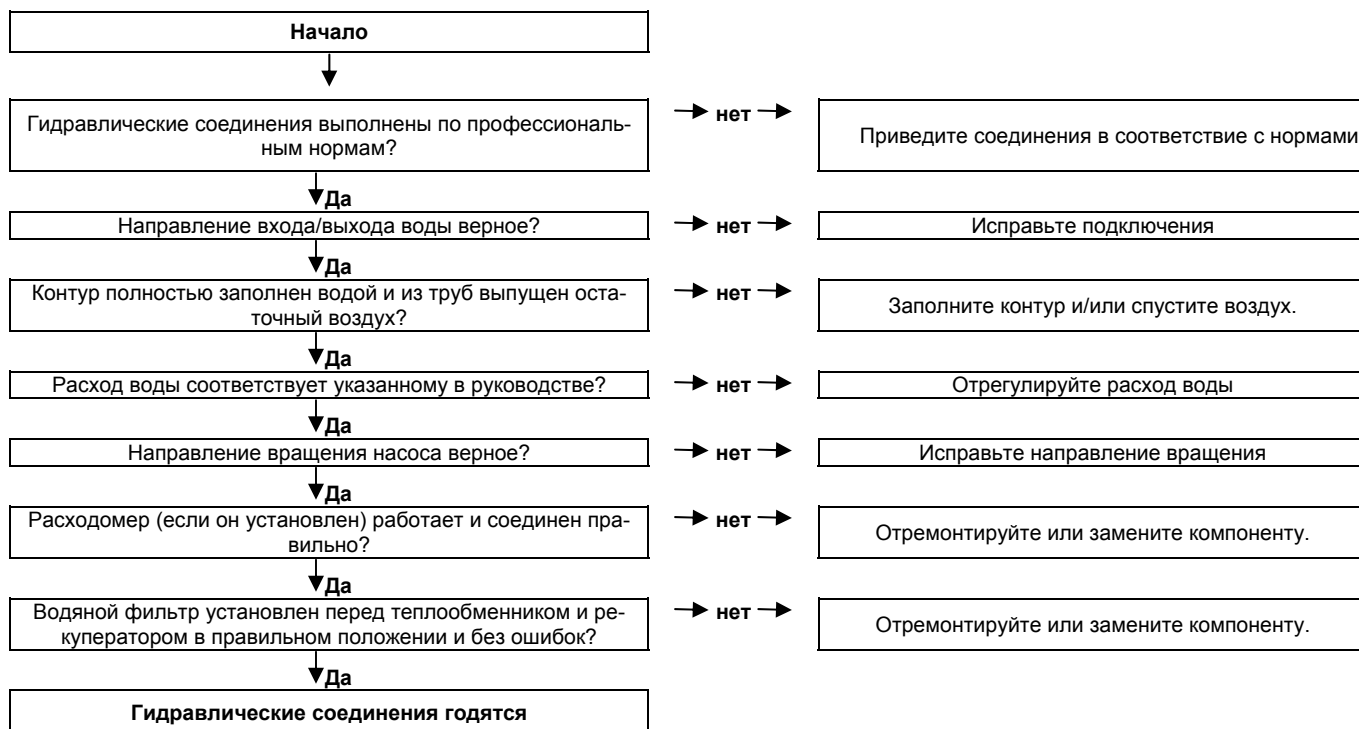 Начало
Гидравлические соединения выполнены по профессиональ-
ным нормам?
нет
Приведите соединения в соответствие с нормами
Да
Направление входа/выхода воды верное?
нет
Исправьте подключения
Да
Контур полностью заполнен водой и из труб выпущен оста-
точный воздух?
нет
Заполните контур и/или спустите воздух.
Да
Расход воды соответствует указанному в руководстве?
нет
Отрегулируйте расход воды
Да
Направление вращения насоса верное?
нет
Исправьте направление вращения
Да
Расходомер (если он установлен) работает и соединен пра-
вильно?
нет
Отремонтируйте или замените компоненту.
Да
Водяной фильтр установлен перед теплообменником и ре-
куператором в правильном положении и без ошибок?
нет
Отремонтируйте или замените компоненту.
Да
Гидравлические соединения годятся